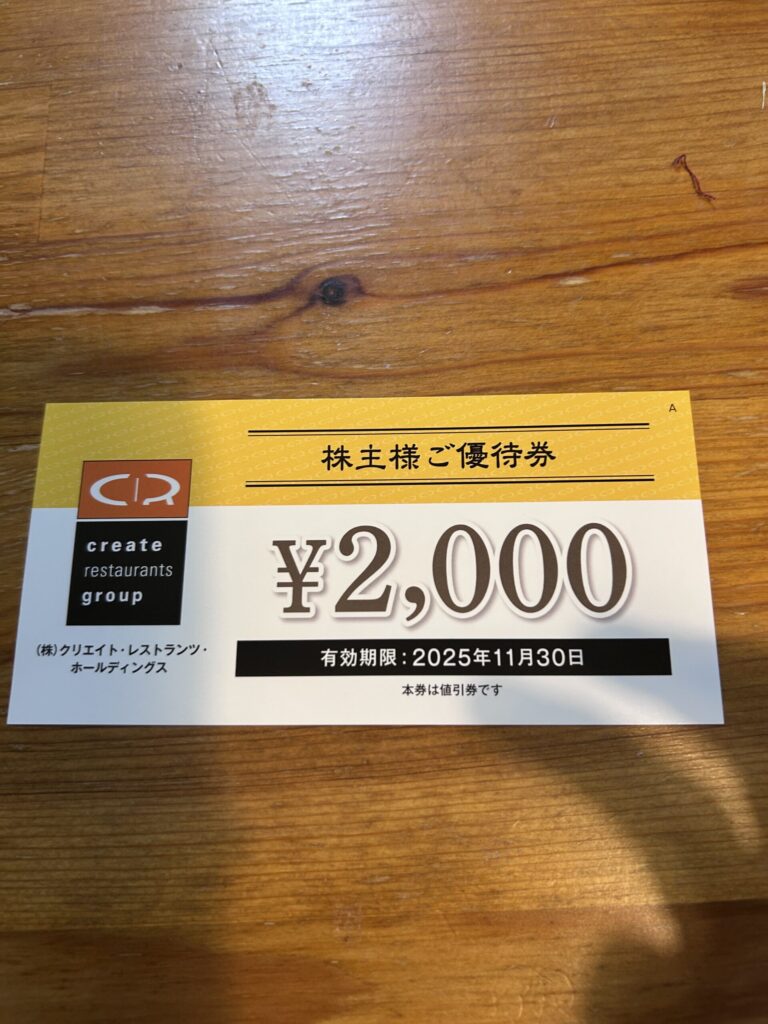 A
株主様ご優待券
CR
create
restaurants
group
¥2,000
(株)クリエイト・レストランツ・
ホールディングス
有効期限:2025年11月30日
本券は値引券です